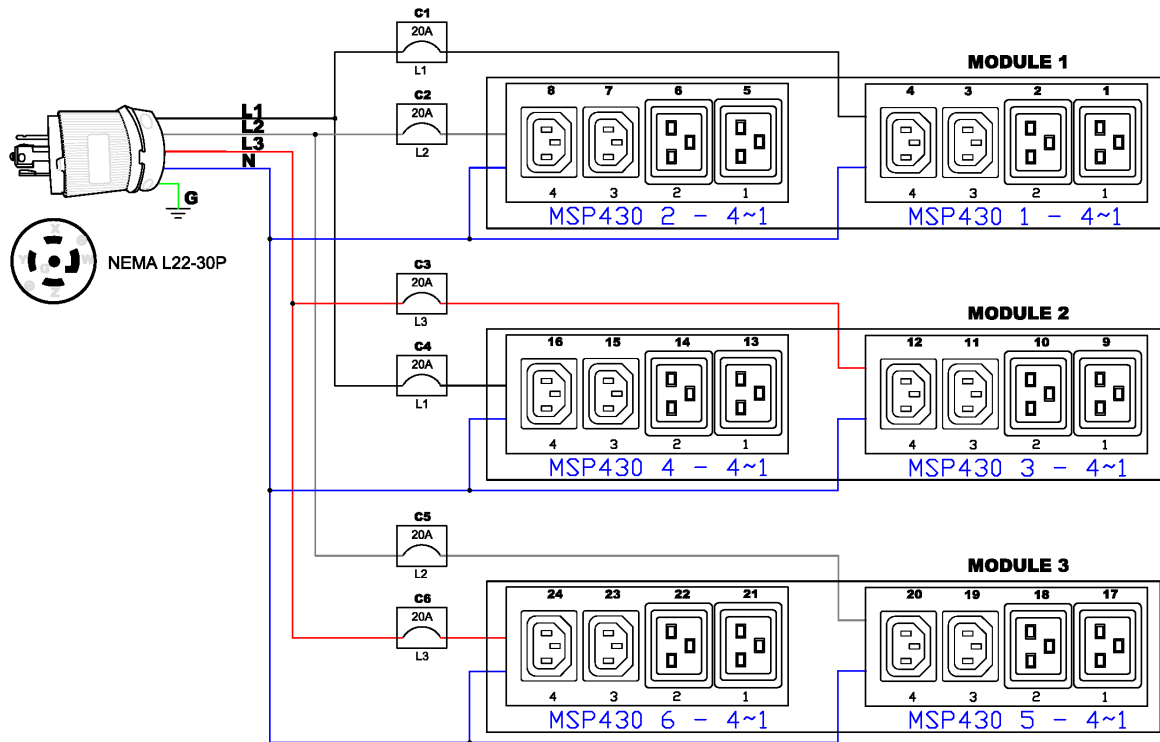 C1
20A
L1
MODULE 1
8 7 6 5
4 3 2 1
L1
C2
20A
L2
L2
L3
N
G
4 3 2 1
4 3 2 1
MSP430 2 - 4~1
MSP430 1 - 4~1
X
Y
W
G
Z
NEMA L22-30P
C3
20A
L3
MODULE 2
16 15 14 13
12 11 10 9
C4
20A
L1
4 3 2 1
4 3 2 1
MSP430 4 - 4~1
MSP430 3 - 4~1
C5
20A
L2
MODULE 3
24 23 22 21
20 19 18 17
C6
20A
L3
4 3 2 1
4 3 2 1
MSP430 6 - 4~1
MSP430 5 - 4~1